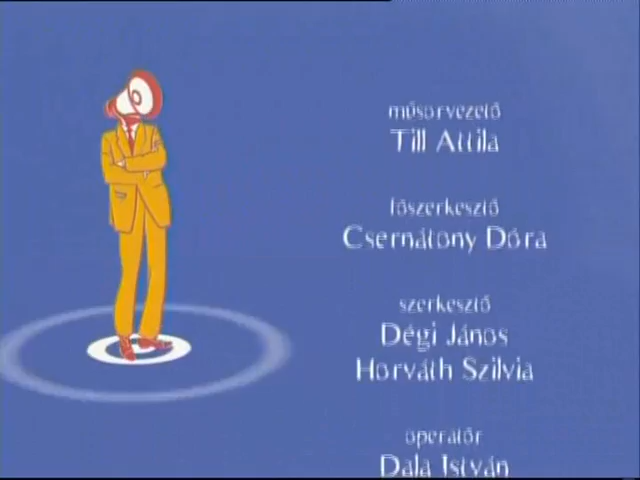 műsorvezető
Till Attila
főszerkesztő
Csernátony Dóra
szerkesztő
Dégi János
Horváth Szilvia
operatőr
Dala István